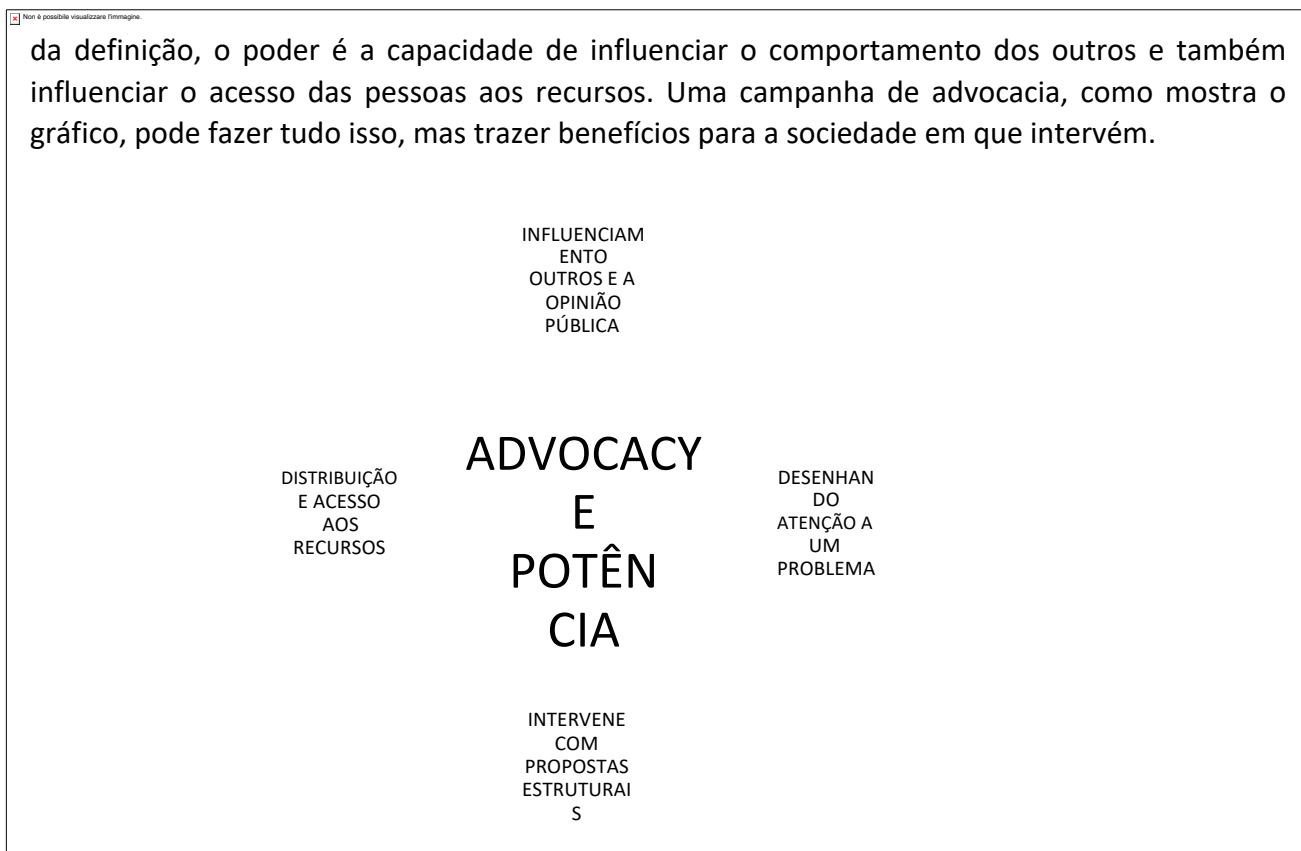 Non è possibile visualizzare l'immagine.
da definição, o poder é a capacidade de influenciar o comportamento dos outros e também
influenciar o acesso das pessoas aos recursos. Uma campanha de advocacia, como mostra o
gráfico, pode fazer tudo isso, mas trazer benefícios para a sociedade em que intervém.
INFLUENCIAM
ENTO
OUTROS E A
OPINIÃO
PÚBLICA
DISTRIBUIÇÃO
E ACESSO
AOS
RECURSOS
ADVOCACY
E
POTÊN
CIA
DESENHAN
DO
ATENÇÃO A
UM
PROBLEMA
INTERVENE
COM
PROPOSTAS
ESTRUTURAI
S